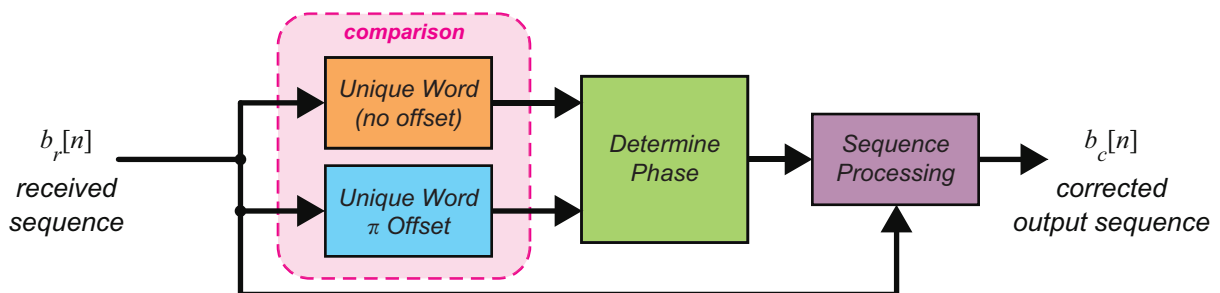 comparison
Unique Word
(no offset)
b_r[n]
received
sequence
Unique Word
π Offset
Determine
Phase
Sequence
Processing
b_c[n]
corrected
output sequence